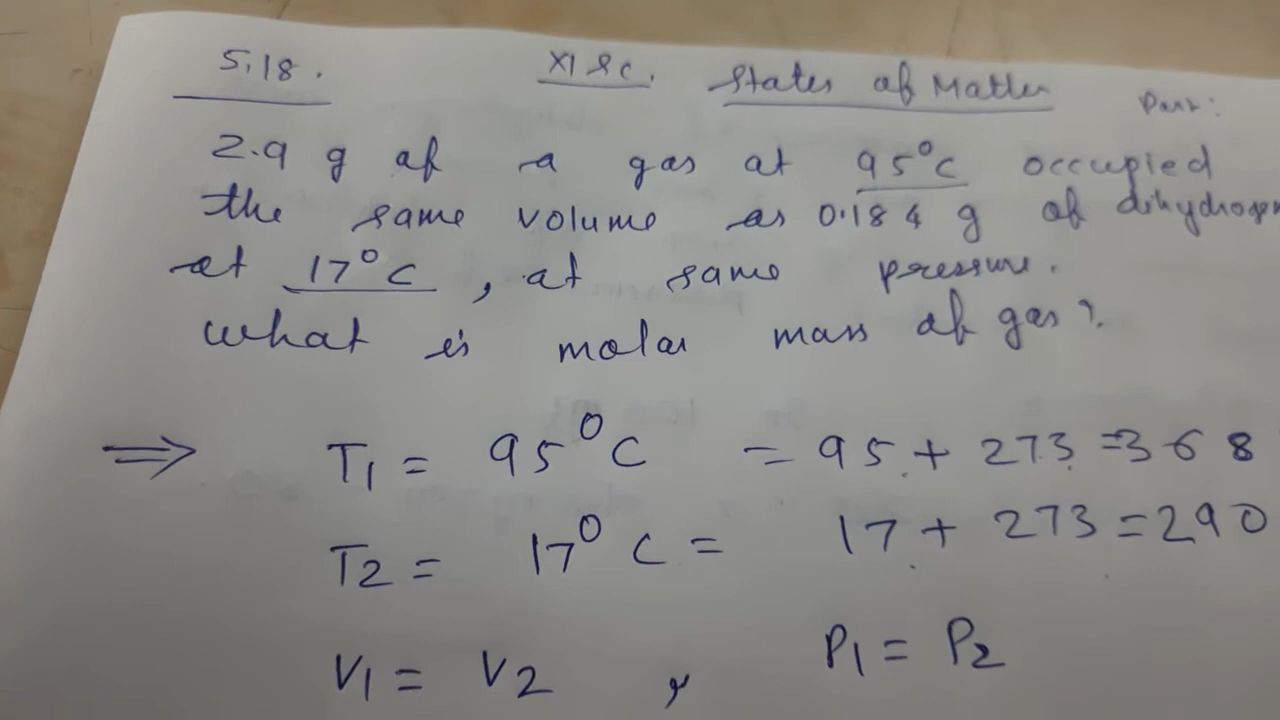 5.18. XI Sc. States of Matter Part:
2.9 g of a gas at 95°C occupied
the same volume as 0.184 g of dihydrogen
at 17°C, at same pressure.
what is molar mass of gas?
⇒ T1 = 95°C = 95 + 273 = 368
T2 = 17°C = 17 + 273 = 290
V1 = V2 , P1 = P2